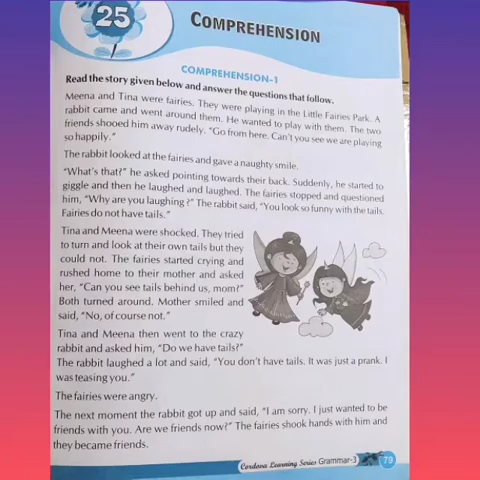 25
COMPREHENSION
COMPREHENSION-1
Read the story given below and answer the questions that follow.
Meena and Tina were fairies. They were playing in the Little Fairies Park. A
rabbit came and went around them. He wanted to play with them. The two
friends shooed him away rudely. "Go from here. Can't you see we are playing
so happily."
The rabbit looked at the fairies and gave a naughty smile.
"What's that?" he asked pointing towards their back. Suddenly, he started to
giggle and then he laughed and laughed. The fairies stopped and questioned
him, "Why are you laughing ?" The rabbit said, "You look so funny with the tails.
Fairies do not have tails."
Tina and Meena were shocked. They tried
to turn and look at their own tails but they
could not. The fairies started crying and
rushed home to their mother and asked
her, "Can you see tails behind us, mom?"
Both turned around. Mother smiled and
said, "No, of course not."
Tina and Meena then went to the crazy
rabbit and asked him, "Do we have tails?"
The rabbit laughed a lot and said, "You don't have tails. It was just a prank. I
was teasing you."
The fairies were angry.
The next moment the rabbit got up and said, "I am sorry. I just wanted to be
friends with you. Are we friends now?" The fairies shook hands with him and
they became friends.
Cordova Learning Series Grammar-3 79